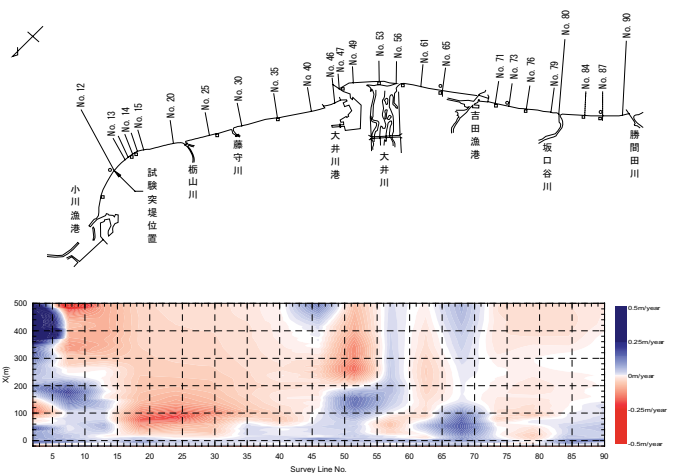 No. 12
No. 13
No. 14
No. 15
No. 20
No. 25
No. 30
No. 35
No. 40
No. 46
No. 47
No. 49
No. 53
No. 56
No. 61
No. 65
No. 71
No. 73
No. 76
No. 79
No. 80
No. 84
No. 87
No. 90
小川漁港
試験突堤位置
栃山川
藤守川
大井川港
大井川
吉田漁港
坂口谷川
勝間田川
500
400
300
200
100
0
X(m)
5 10 15 20 25 30 35 40 45 50 55 60 65 70 75 80 85 90
Survey Line No.
0.5m/year
0.25m/year
0m/year
-0.25m/year
-0.5m/year